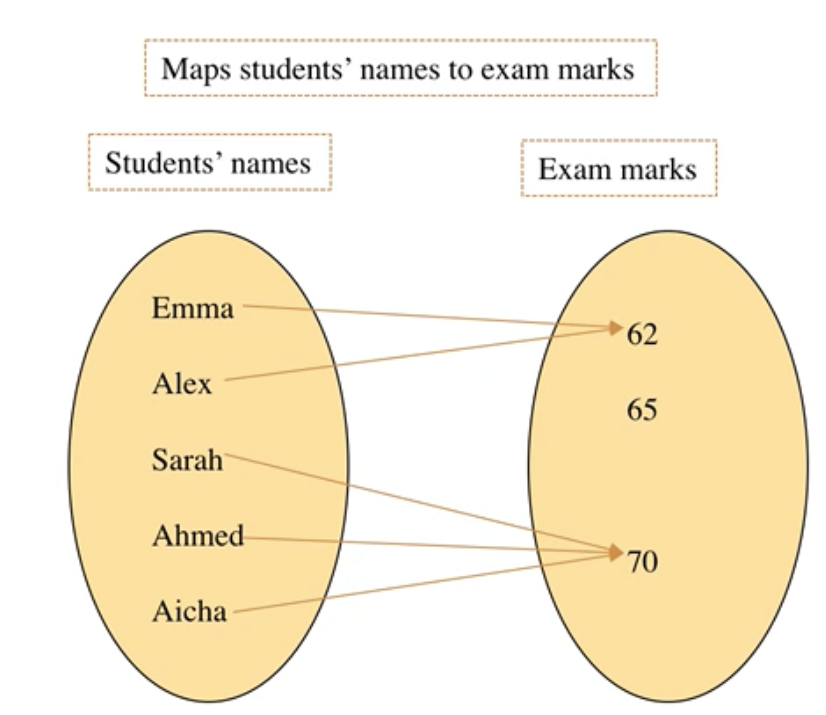 Maps students’ names to exam marks
Students’ names
Exam marks
Emma
Alex
Sarah
Ahmed
Aicha
62
65
70